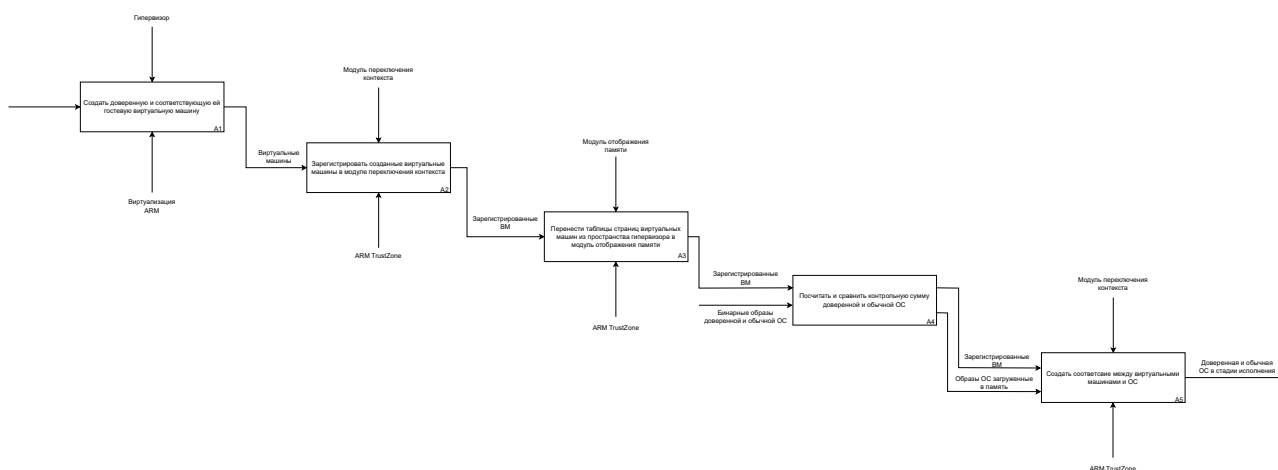 Гипервизор
Создать доверенную и соответствующую ей
гостевую виртуальную машину
A1
Виртуализация
ARM
Виртуальные
машины
Модуль переключения
контекста
Зарегистрировать созданные виртуальные
машины в модуле переключения контекста
A2
ARM TrustZone
Зарегистрированные
ВМ
Модуль отображения
памяти
Перенести таблицы страниц виртуальных
машин из пространства гипервизора в
модуль отображения памяти
A3
ARM TrustZone
Зарегистрированные
ВМ
Бинарные образы
доверенной и обычной ОС
Посчитать и сравнить контрольную сумму
доверенной и обычной ОС
A4
Зарегистрированные
ВМ
Образы ОС загруженные
в память
Модуль переключения
контекста
Создать соответсвие между виртуальными
машинами и ОС
A5
ARM TrustZone
Доверенная и обычная
ОС в стадии исполнения